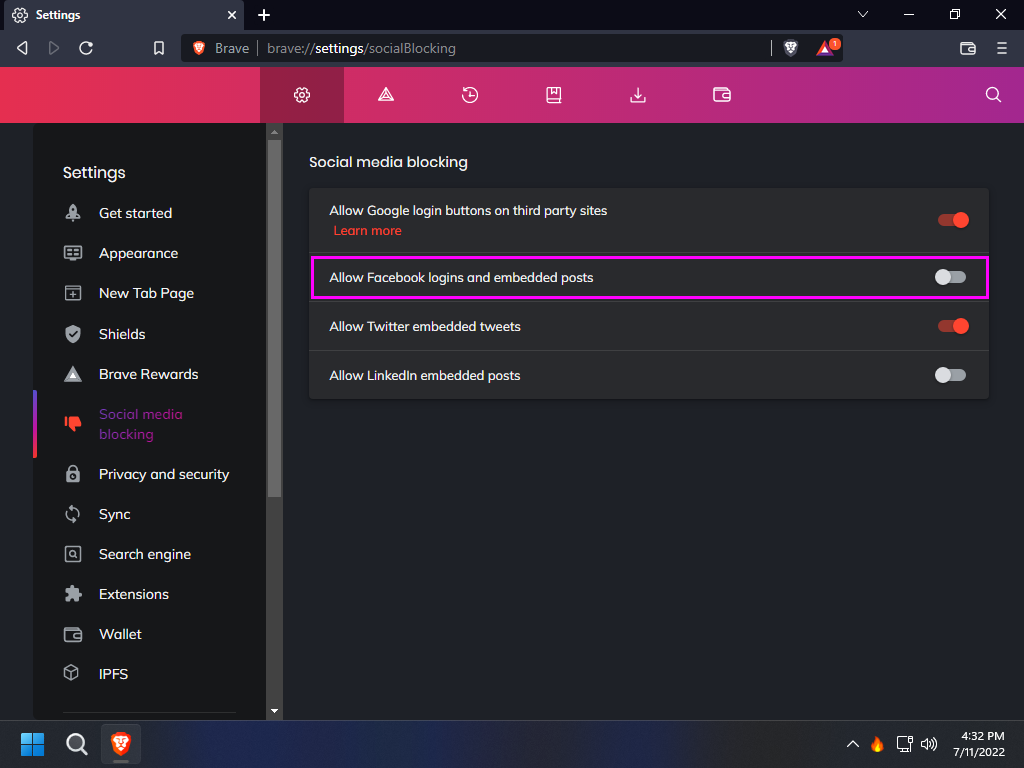 Settings
Brave
brave://settings/socialBlocking
1
Settings
Get started
Appearance
New Tab Page
Shields
Brave Rewards
Social media
blocking
Privacy and security
Sync
Search engine
Extensions
Wallet
IPFS
Social media blocking
Allow Google login buttons on third party sites
Learn more
Allow Facebook logins and embedded posts
Allow Twitter embedded tweets
Allow LinkedIn embedded posts
4:32 PM
7/11/2022